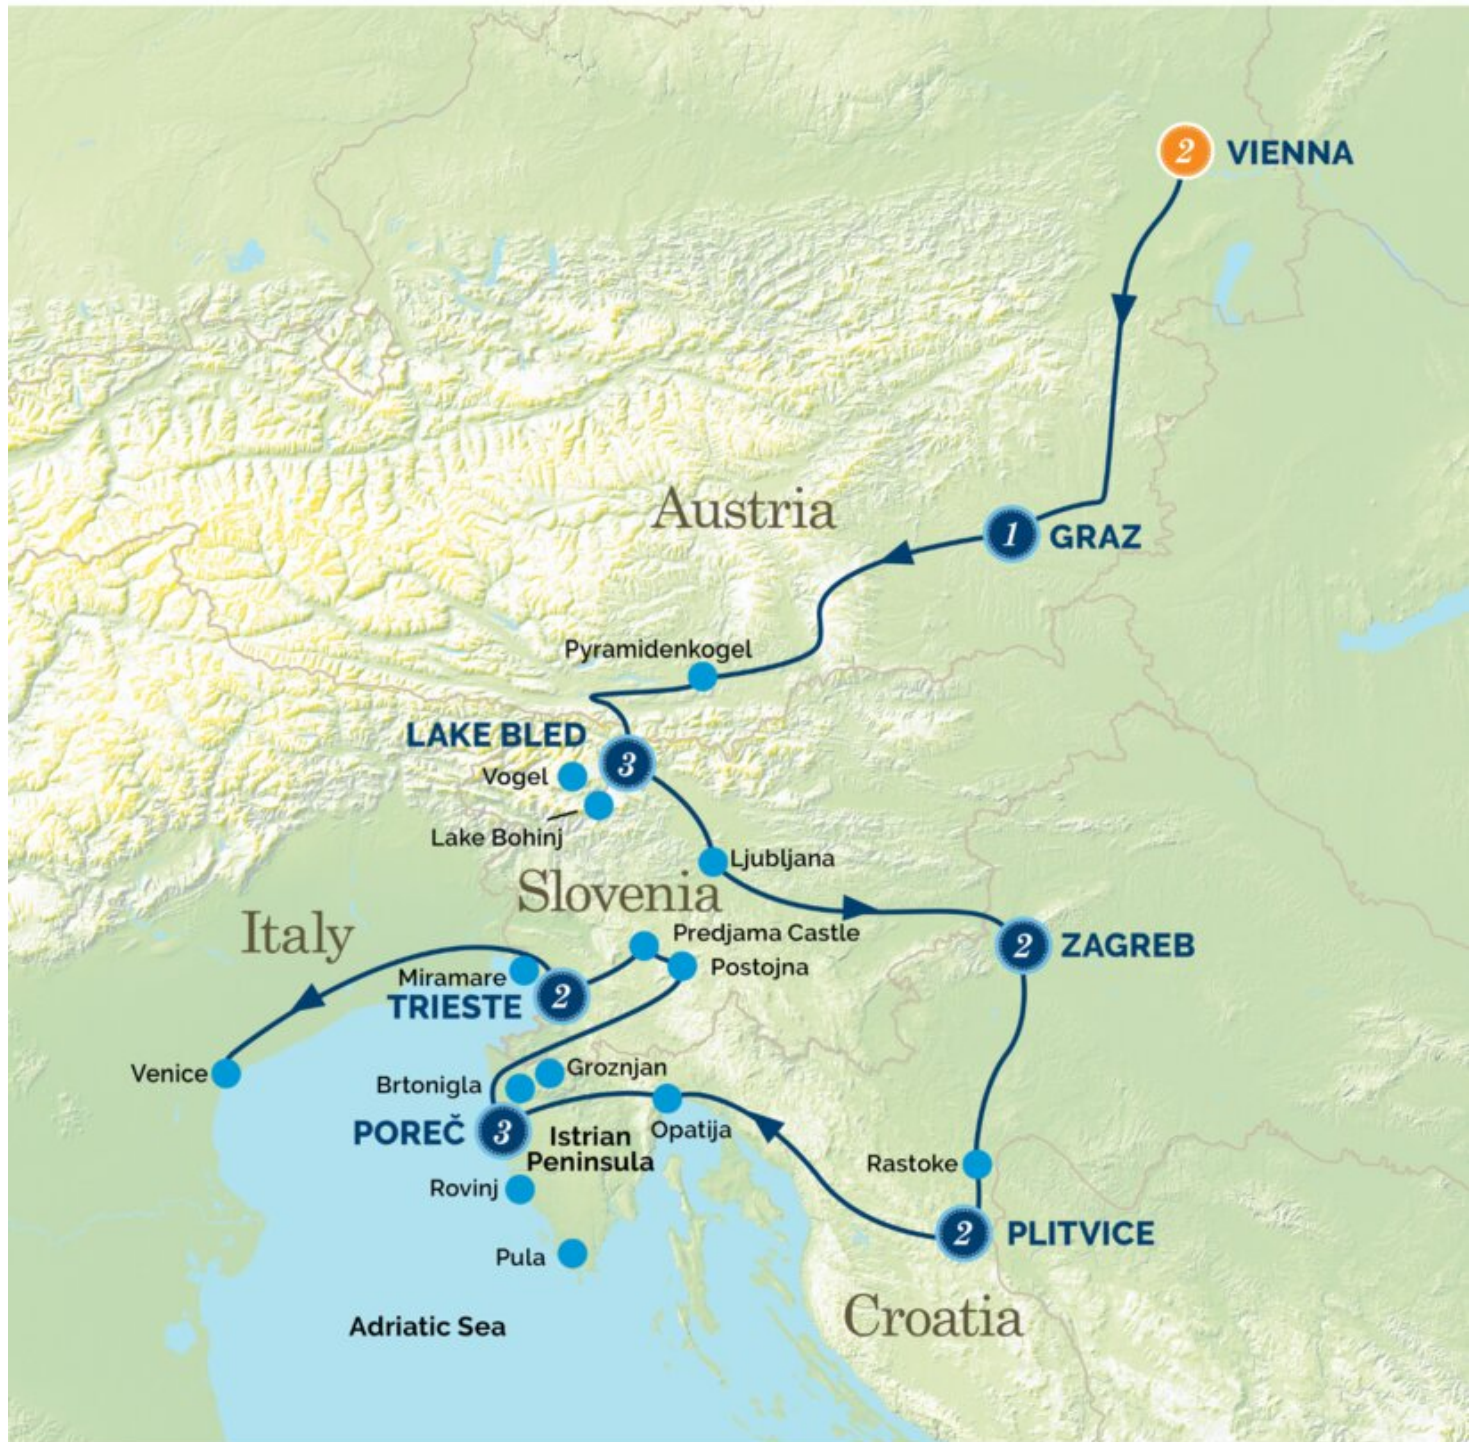 2 VIENNA
Austria
1 GRAZ
Pyramidenkogel
LAKE BLED
3
Vogel
Lake Bohinj
Ljubljana
Slovenia
Italy
Predjama Castle
2 ZAGREB
Postojna
Miramare
TRIESTE 2
Venice
Groznjan
Brtonigla
POREČ 3
Istrian
Peninsula
Opatija
Rastoke
Rovinj
2 PLITVICE
Pula
Croatia
Adriatic Sea